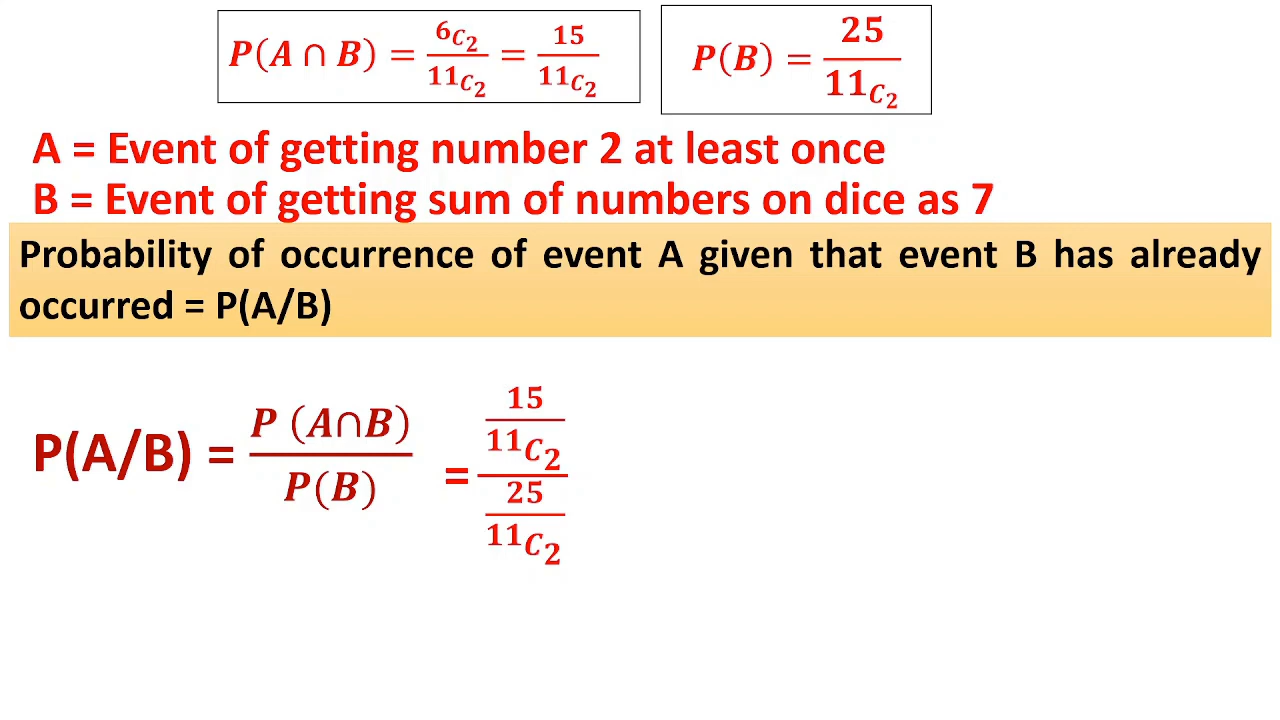 P(A ∩ B) = 6C₂/11C₂ = 15/11C₂
P(B) = 25/11C₂
A = Event of getting number 2 at least once
B = Event of getting sum of numbers on dice as 7
Probability of occurrence of event A given that event B has already
occurred = P(A/B)
P(A/B) = P (A∩B)/P(B) = (15/11C₂)/(25/11C₂)